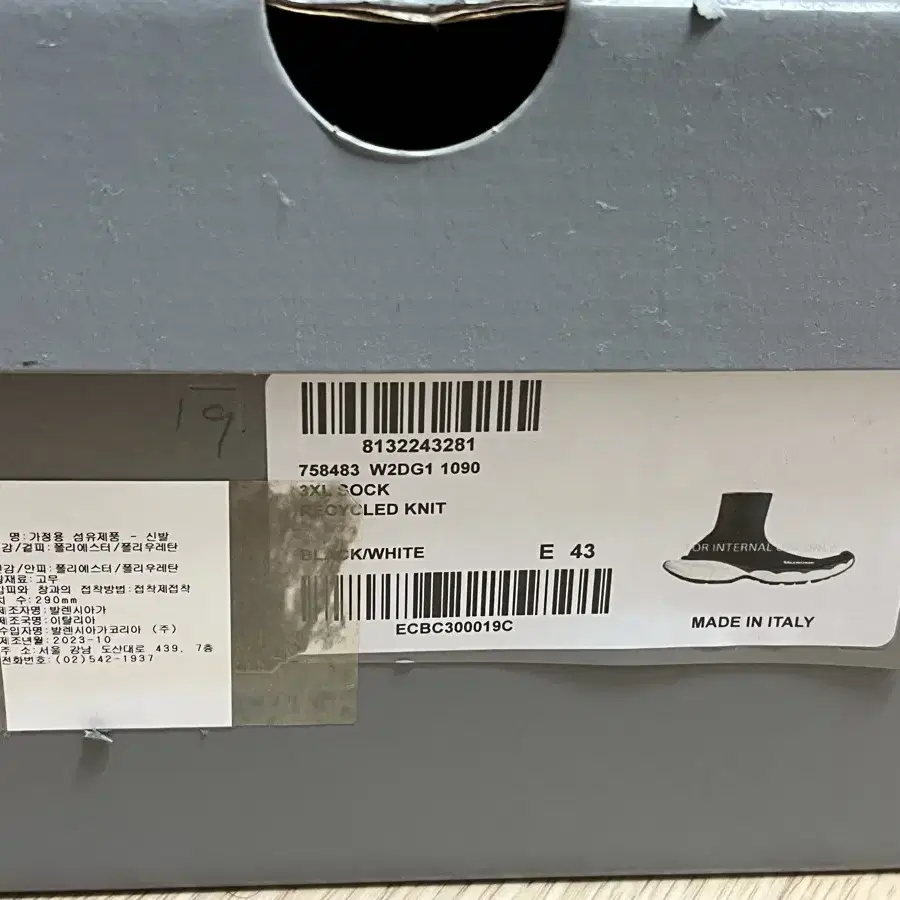 19.
8132243281
758483 W2DG1 1090
3XL SOCK
RECYCLED KNIT
BLACK/WHITE
E 43
ECBC300019C
FOR INTERNAL
MADE IN ITALY
명:가정용 섬유제품 - 신발
감/겉피:폴리에스터/폴리우레탄
감/안피:폴리에스터/폴리우레탄
재료:고무
피와 창과의 접착방법:접착제접착
수:290mm
제조자명:발렌시아가
제조국명:이탈리아
수입자명:발렌시아가코리아 (주)
제조년월:2023-10
주 소:서울 강남 도산대로 439, 7층
전화번호:(02)542-1937